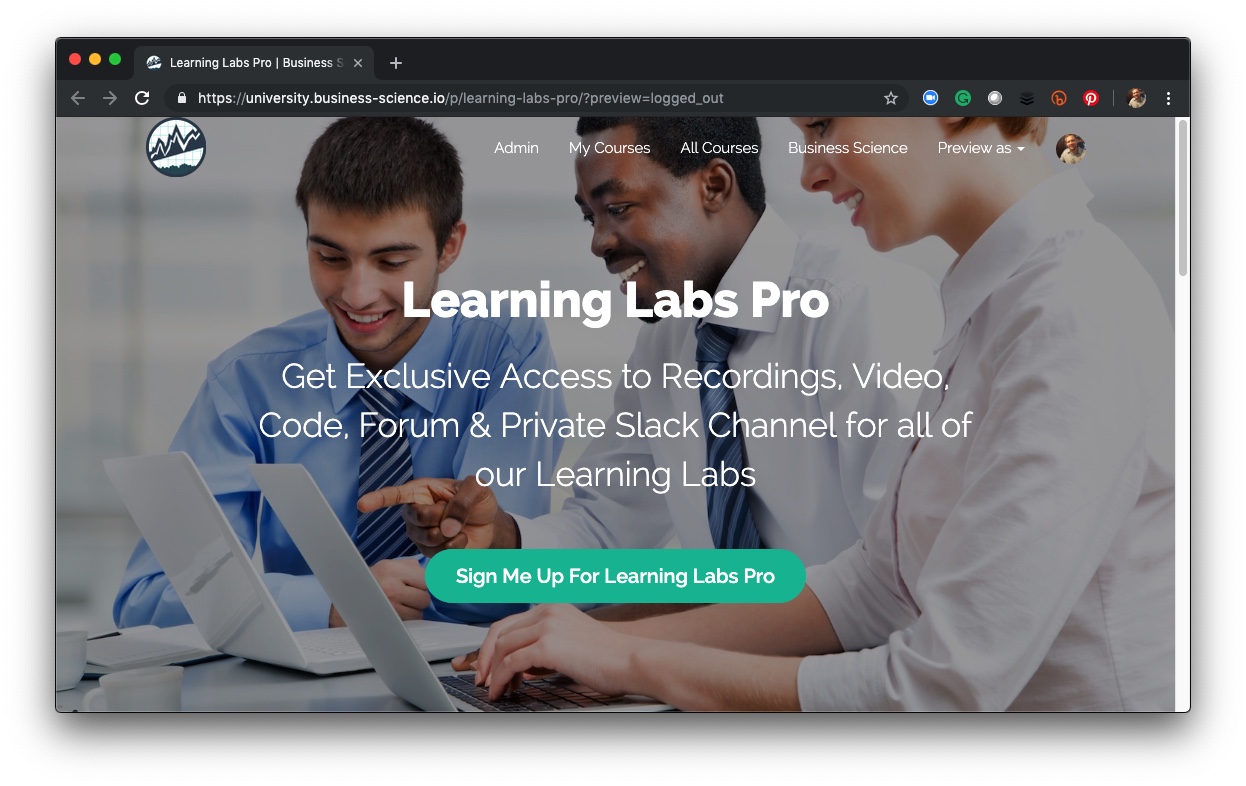 Learning Labs Pro | Business S
https://university.business-science.io/p/learning-labs-pro/?preview=logged_out
Admin My Courses All Courses Business Science Preview as
Learning Labs Pro
Get Exclusive Access to Recordings, Video,
Code, Forum & Private Slack Channel for all of
our Learning Labs
Sign Me Up For Learning Labs Pro